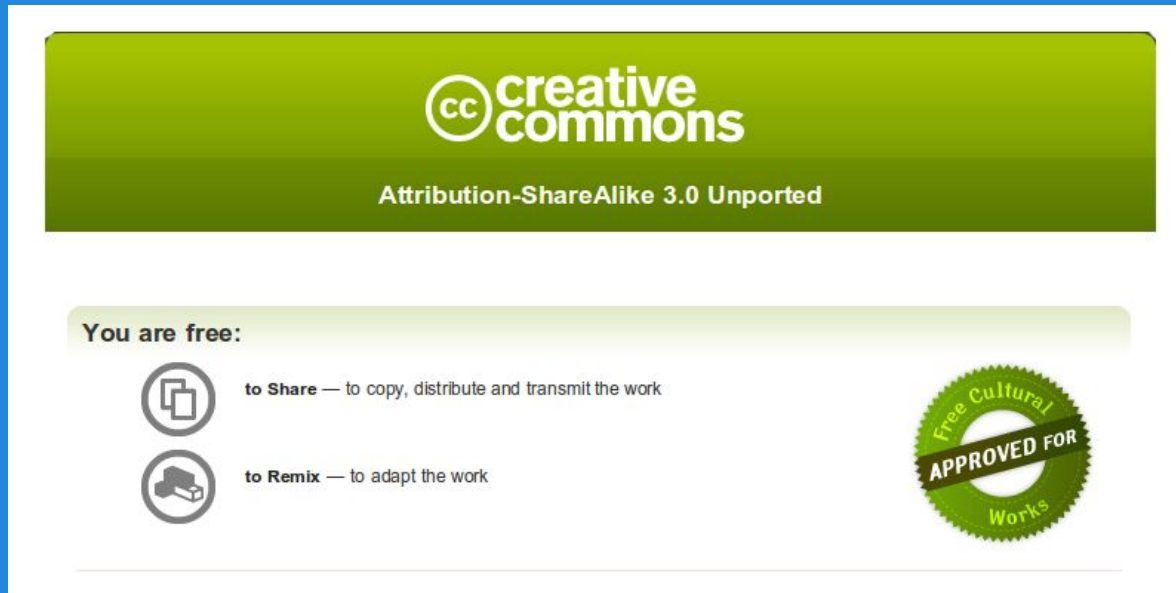 cc creative
commons
Attribution-ShareAlike 3.0 Unported
You are free:
to Share — to copy, distribute and transmit the work
to Remix — to adapt the work
Free Cultural
APPROVED FOR
Works